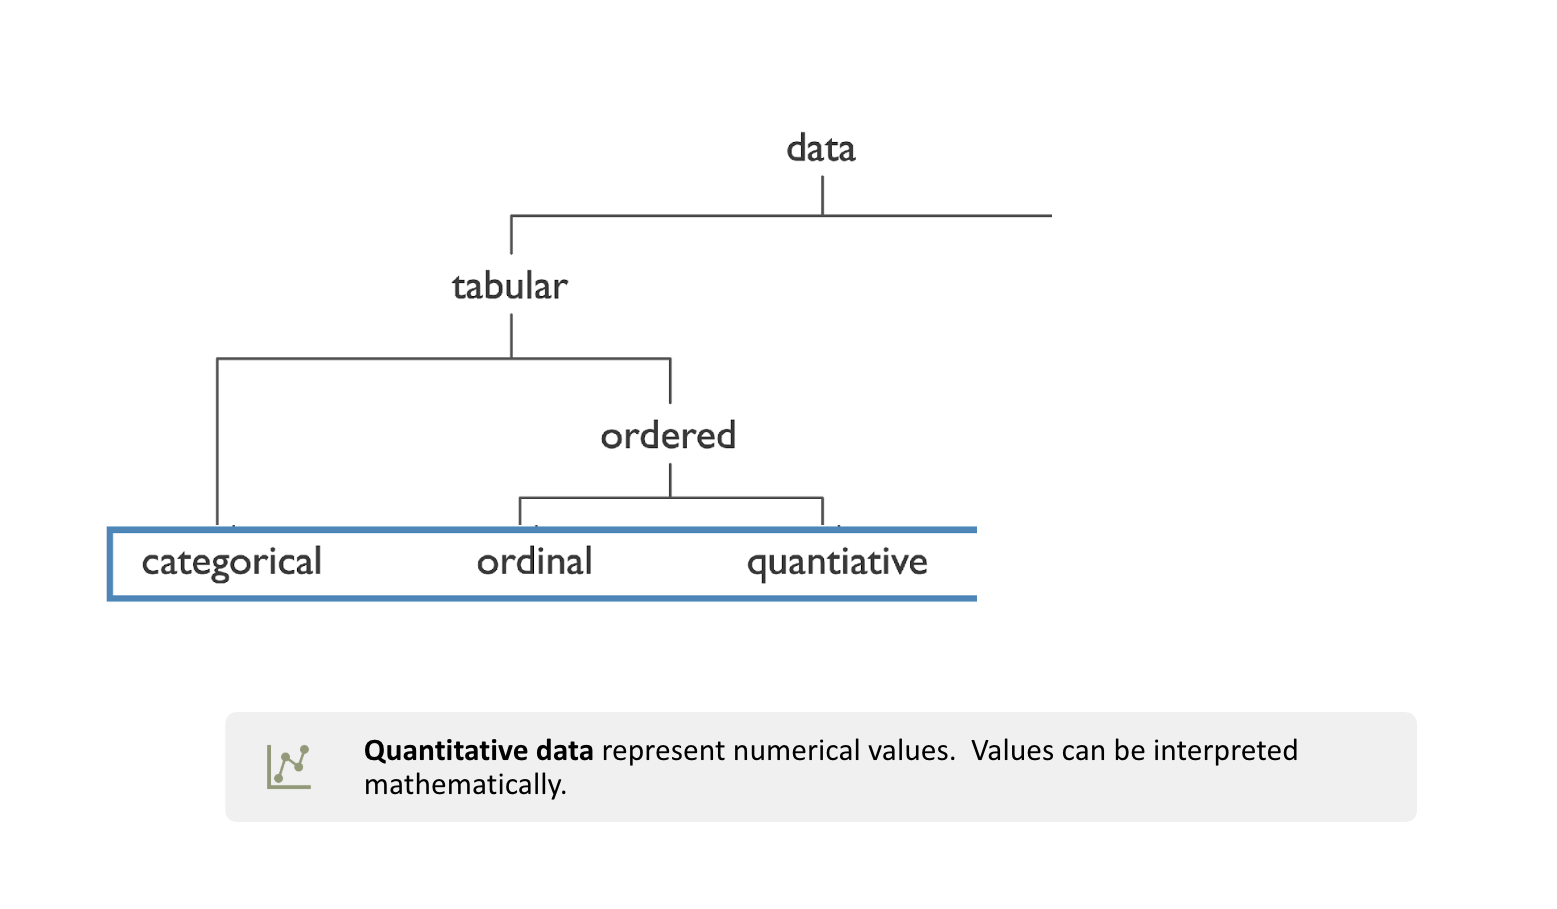 data
tabular
ordered
categorical ordinal quantiative
Quantitative data represent numerical values.  Values can be interpreted
mathematically.